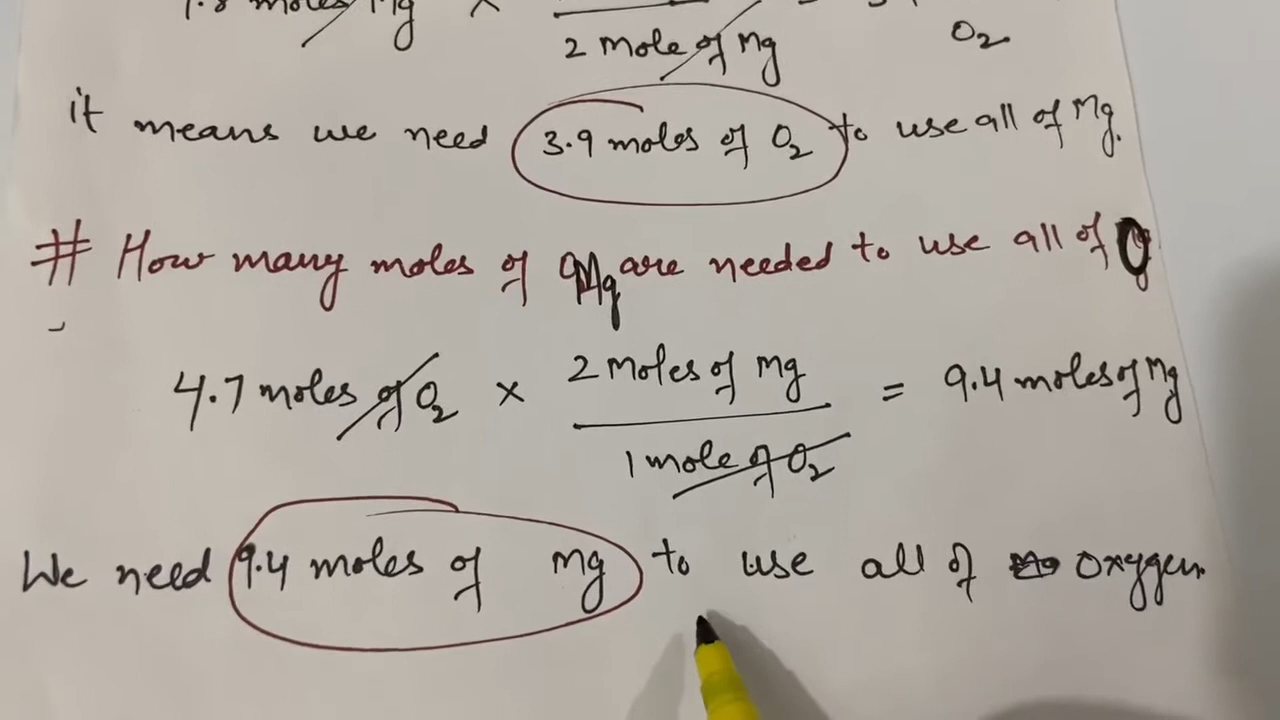 moles Mg ×
2 mole of Mg O₂
it means we need 3.9 moles of O₂ to use all of Mg.
# How many moles of Mg are needed to use all of O
4.7 moles of O₂ × 2 moles of Mg = 9.4 moles of Mg
1 mole of O₂
We need 9.4 moles of Mg to use all of oxygen